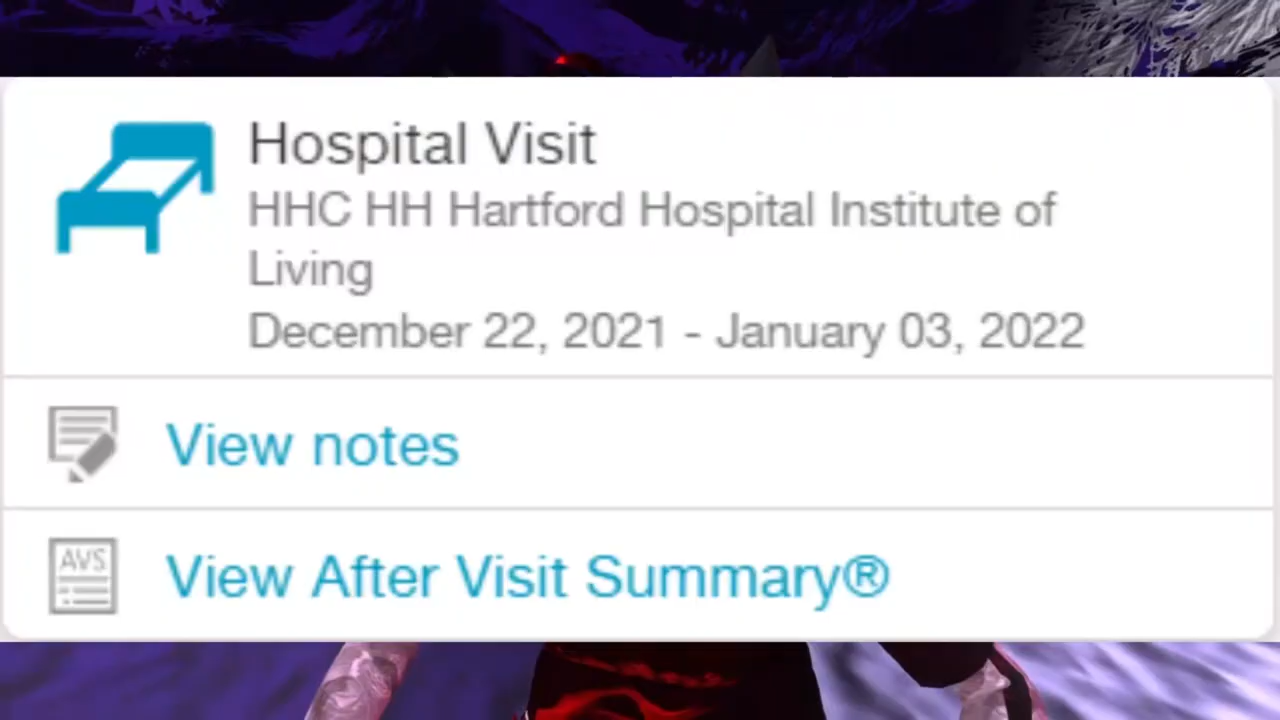 Hospital Visit
HHC HH Hartford Hospital Institute of
Living
December 22, 2021 - January 03, 2022
View notes
AVS
View After Visit Summary®